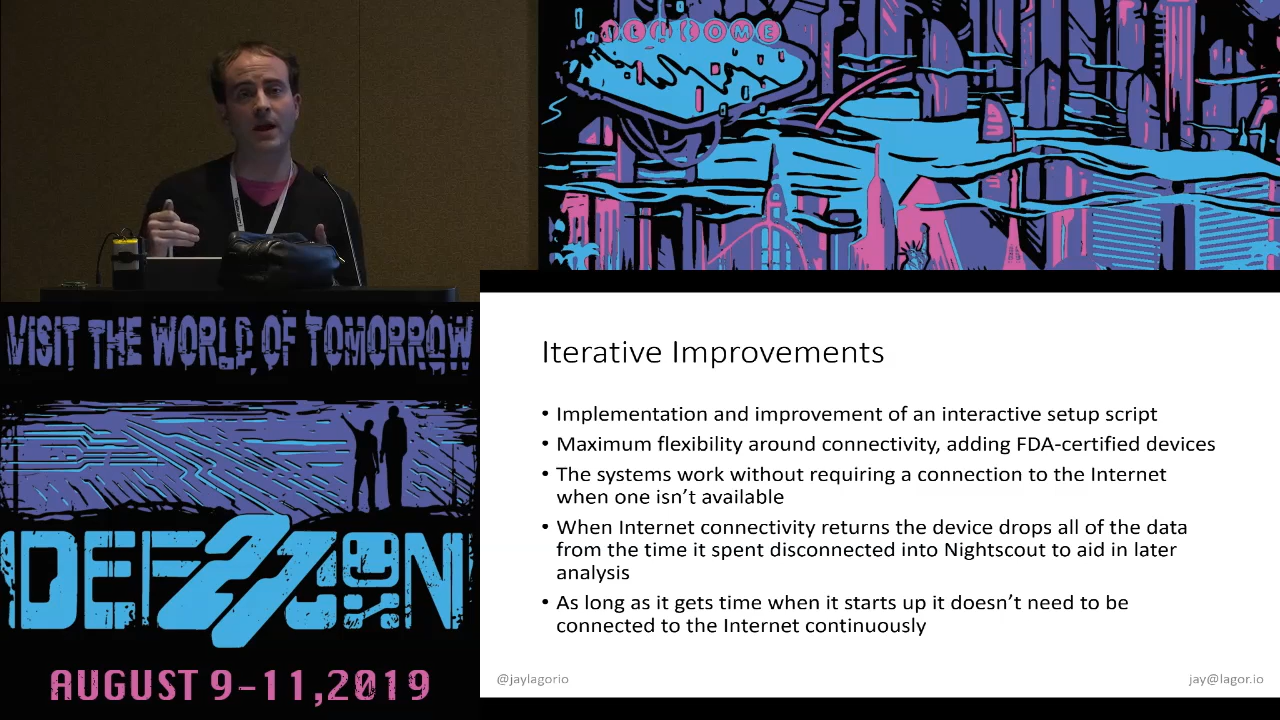 WELCOME
VISIT THE WORLD OF TOMORROW
DEF CON 27
AUGUST 9-11,2019
Iterative Improvements
• Implementation and improvement of an interactive setup script
• Maximum flexibility around connectivity, adding FDA-certified devices
• The systems work without requiring a connection to the Internet
when one isn’t available
• When Internet connectivity returns the device drops all of the data
from the time it spent disconnected into Nightscout to aid in later
analysis
• As long as it gets time when it starts up it doesn’t need to be
connected to the Internet continuously
@jaylagorio
jay@lagor.io